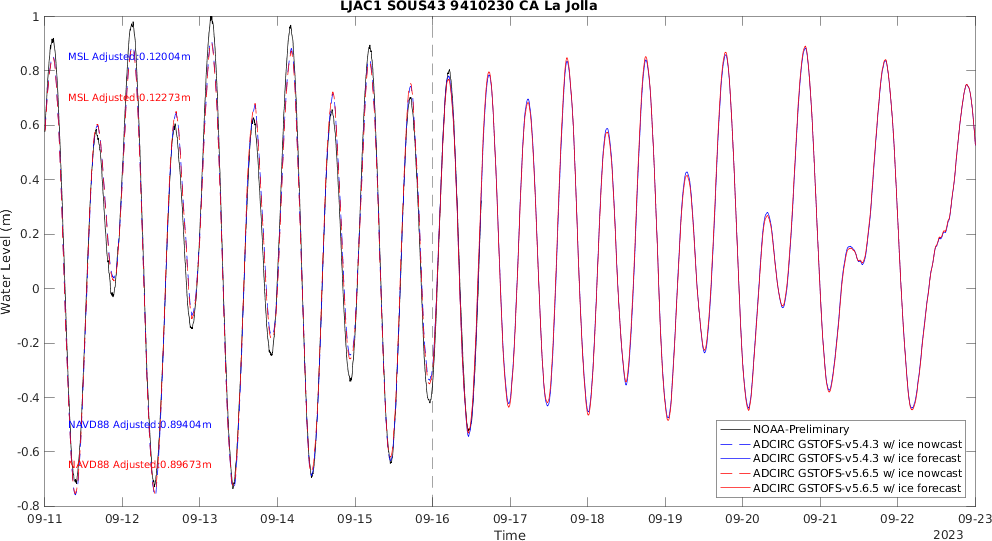 LJAC1 SOUS43 9410230 CA La Jolla
MSL Adjusted:0.12004m
MSL Adjusted:0.12273m
NAVD88 Adjusted:0.89404m
NAVD88 Adjusted:0.89673m
Water Level (m)
1
0.8
0.6
0.4
0.2
0
-0.2
-0.4
-0.6
-0.8
NOAA-Preliminary
ADCIRC GSTOFS-v5.4.3 w/ ice nowcast
ADCIRC GSTOFS-v5.4.3 w/ ice forecast
ADCIRC GSTOFS-v5.6.5 w/ ice nowcast
ADCIRC GSTOFS-v5.6.5 w/ ice forecast
09-11 09-12 09-13 09-14 09-15 09-16 09-17 09-18 09-19 09-20 09-21 09-22 09-23
Time
2023